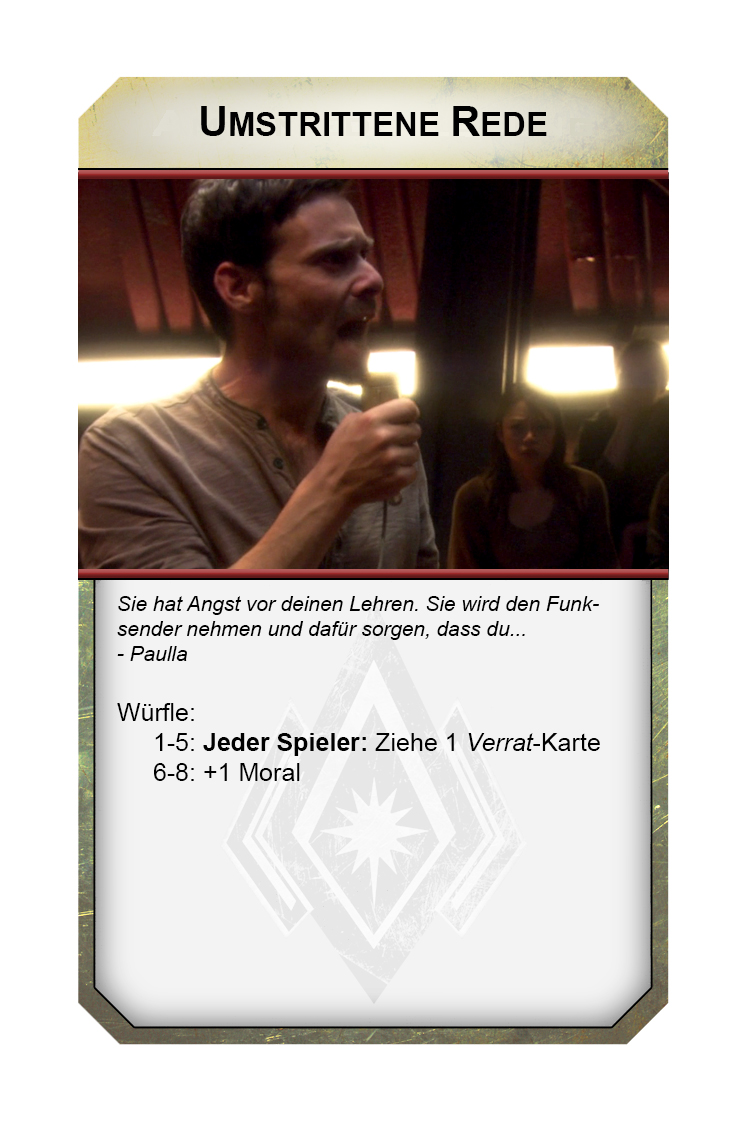 Umstrittene Rede
Sie hat Angst vor deinen Lehren. Sie wird den Funk-
sender nehmen und dafür sorgen, dass du...
- Paulla
Würfle:
1-5: Jeder Spieler: Ziehe 1 Verrat-Karte
6-8: +1 Moral